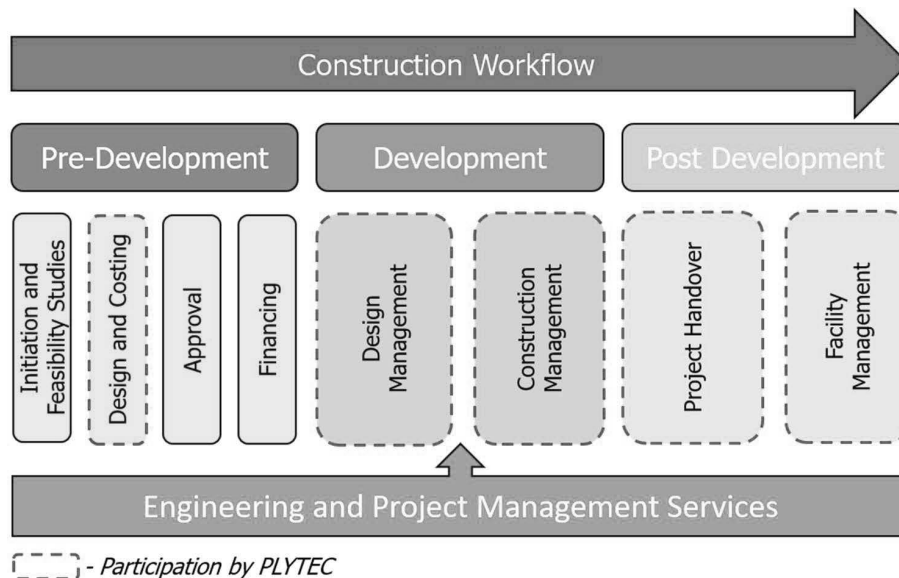 Construction Workflow
Pre-Development
Development
Post Development
Initiation and
Feasibility Studies
Design and Costing
Approval
Financing
Design
Management
Construction
Management
Project Handover
Facility
Management
Engineering and Project Management Services
- Participation by PLYTEC